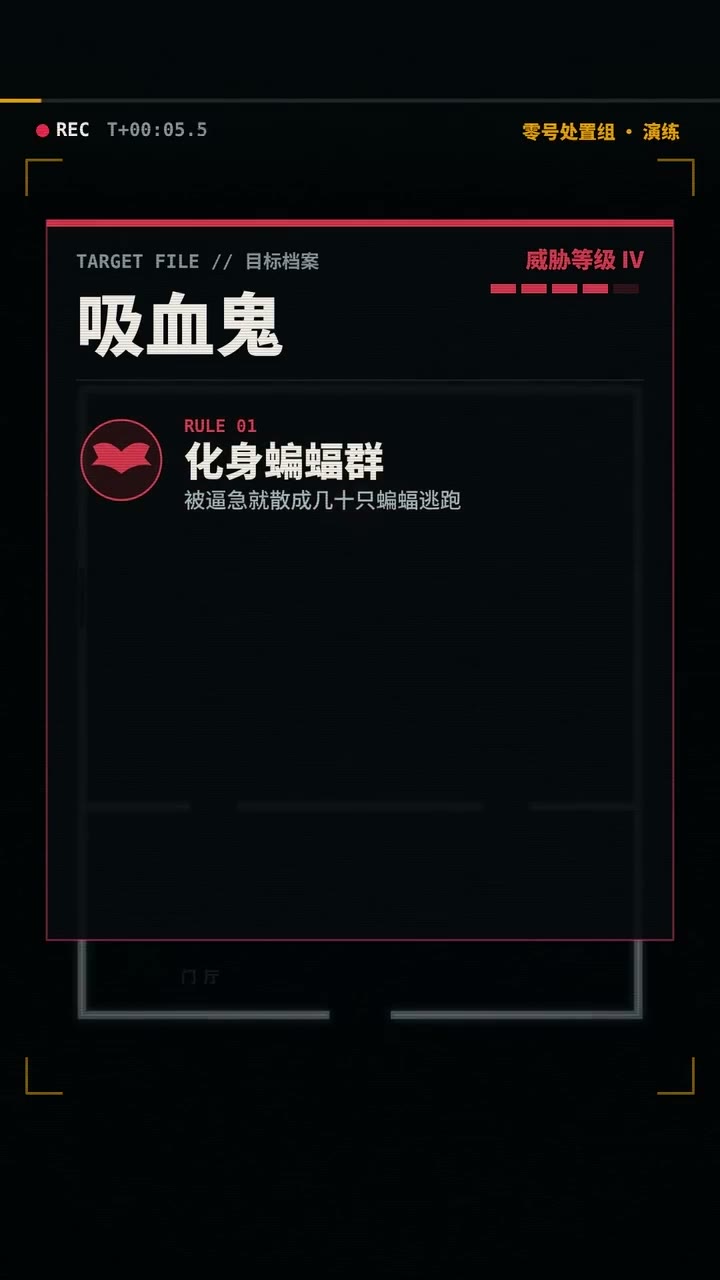 REC T+00:05.5
零号处置组 · 演练
TARGET FILE // 目标档案
威胁等级 IV
吸血鬼
RULE 01
化身蝙蝠群
被逼急就散成几十只蝙蝠逃跑
门厅